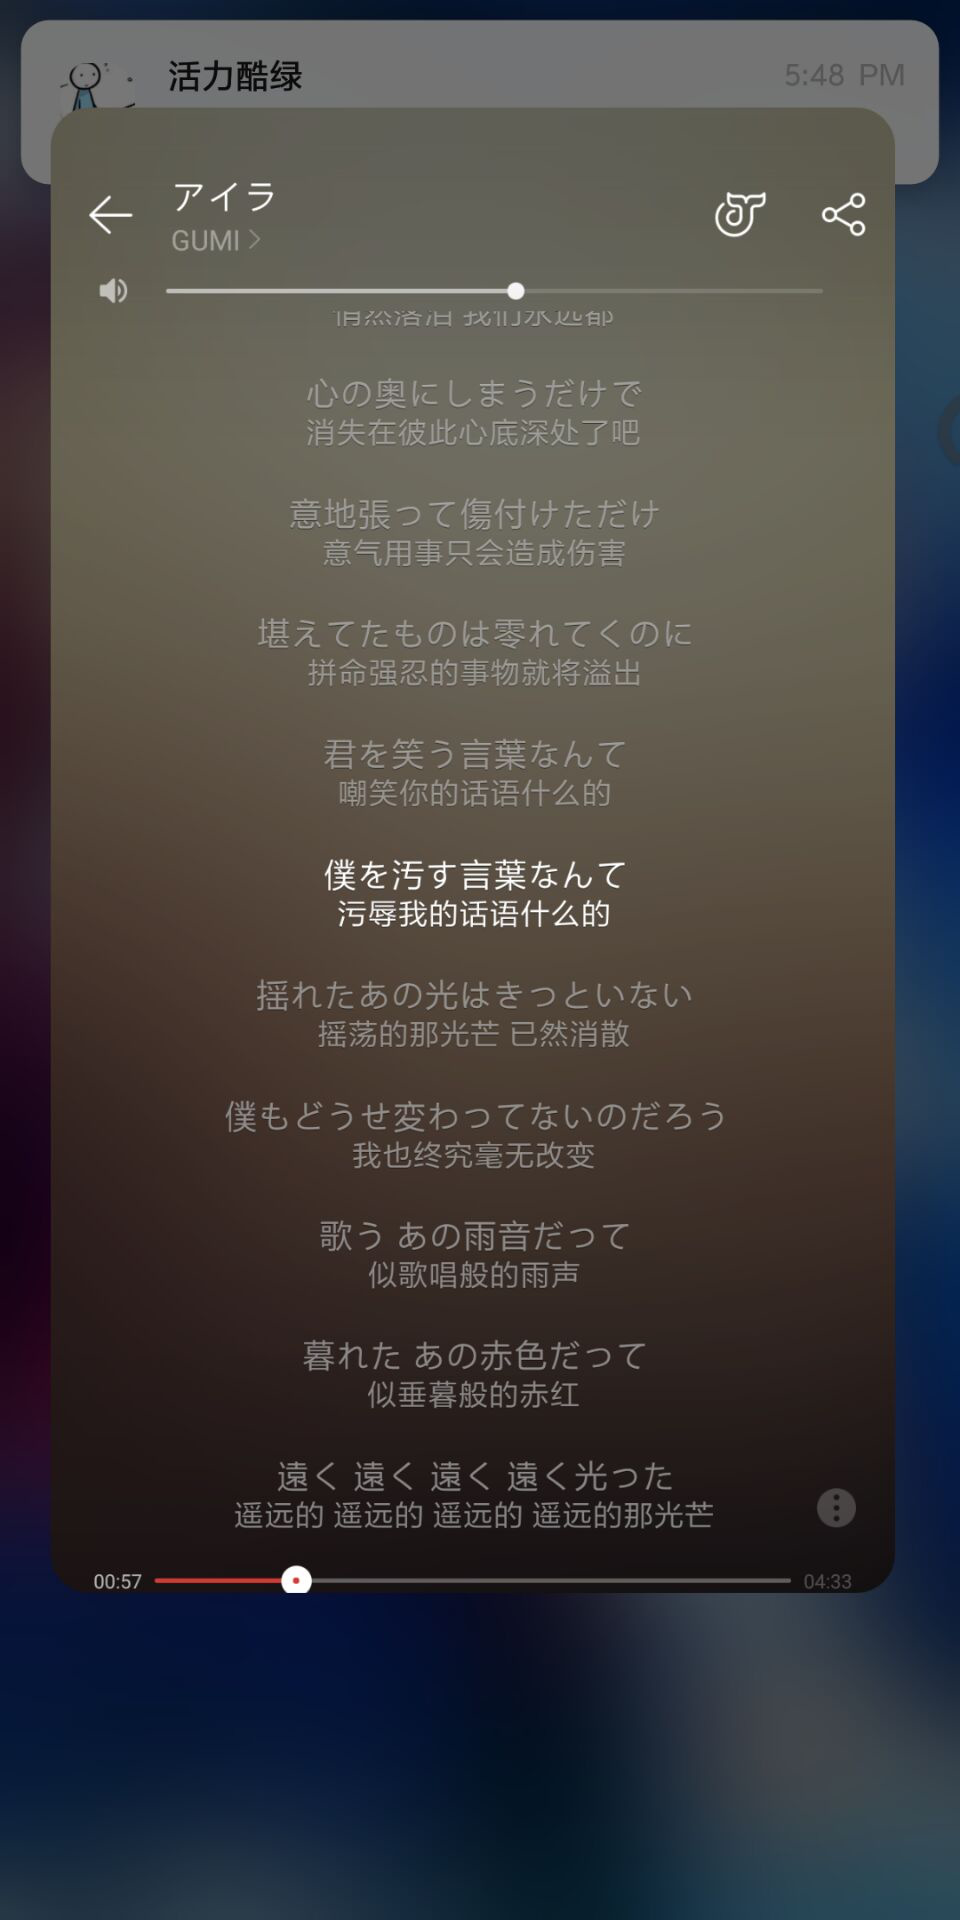 活力酷绿
5:48 PM
アイラ
GUMI
悄然落泪 我们永远都
心の奥にしまうだけで
消失在彼此心底深处了吧
意地張って傷付けただけ
意气用事只会造成伤害
堪えてたものは零れてくのに
拼命强忍的事物就将溢出
君を笑う言葉なんて
嘲笑你的话语什么的
僕を汚す言葉なんて
污辱我的话语什么的
揺れたあの光はきっといない
摇荡的那光芒 已然消散
僕もどうせ変わってないのだろう
我也终究毫无改变
歌う あの雨音だって
似歌唱般的雨声
暮れた あの赤色だって
似垂暮般的赤红
遠く 遠く 遠く 遠く光った
遥远的 遥远的 遥远的 遥远的那光芒
00:57
04:33